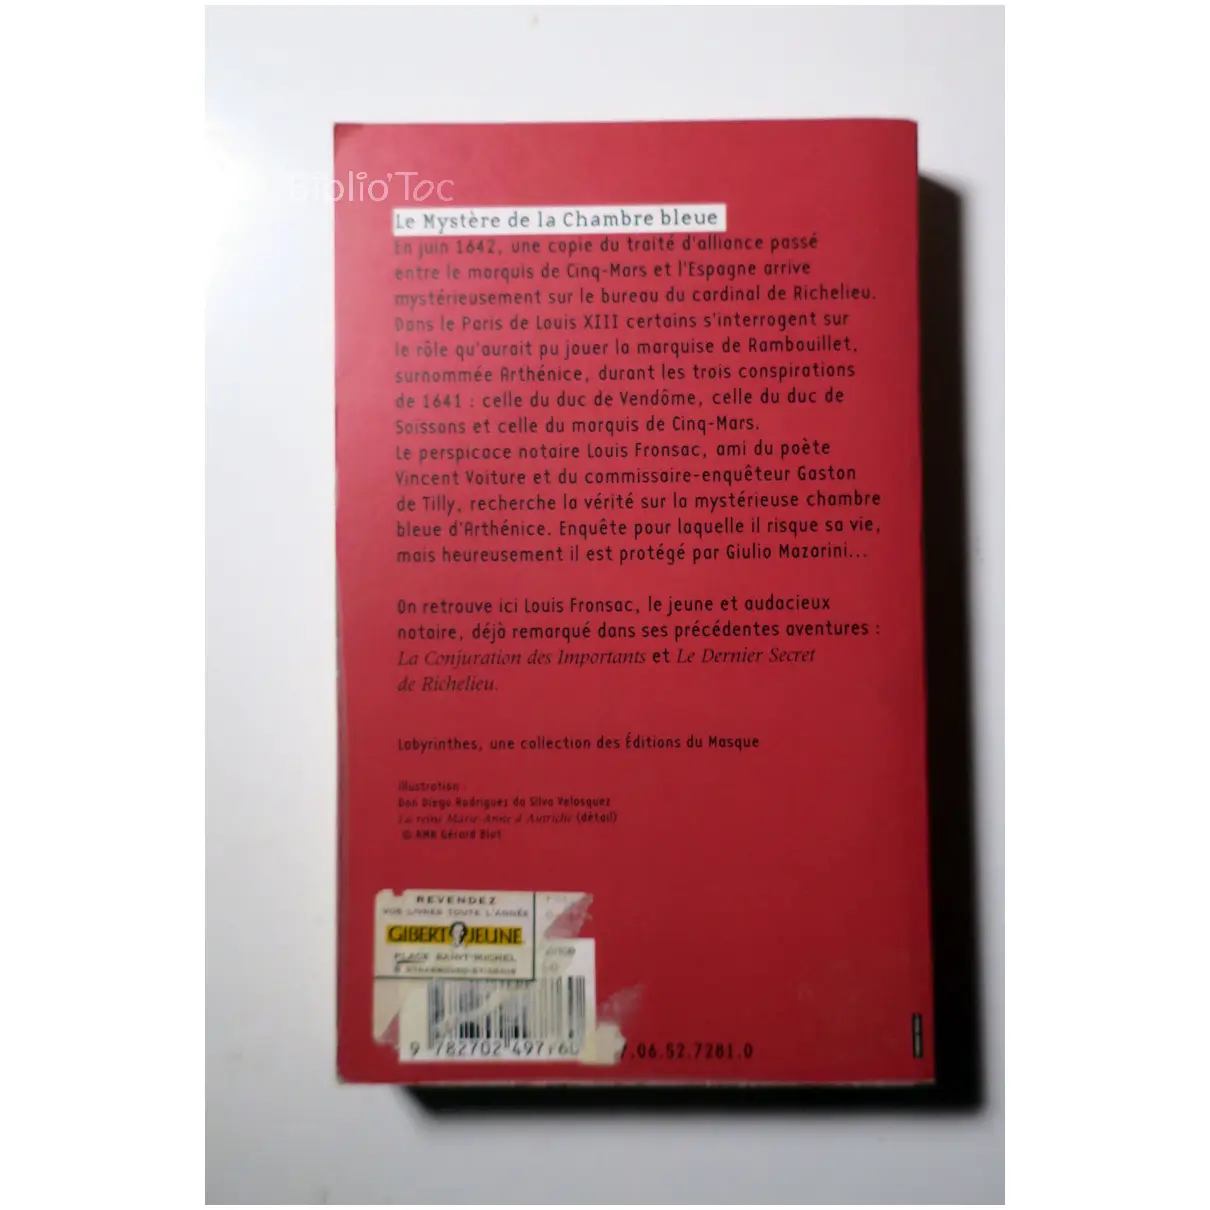 Biblio'Toc
Le Mystère de la Chambre bleue
En juin 1642, une copie du traité d'alliance passé
entre le marquis de Cinq-Mars et l'Espagne arrive
mystérieusement sur le bureau du cardinal de Richelieu.
Dans le Paris de Louis XIII certains s'interrogent sur
le rôle qu'aurait pu jouer la marquise de Rambouillet,
surnommée Arthénice, durant les trois conspirations
de 1641 : celle du duc de Vendôme, celle du duc de
Soissons et celle du marquis de Cinq-Mars.
Le perspicace notaire Louis Fronsac, ami du poète
Vincent Voiture et du commissaire-enquêteur Gaston
de Tilly, recherche la vérité sur la mystérieuse chambre
bleue d'Arthénice. Enquête pour laquelle il risque sa vie,
mais heureusement il est protégé par Giulio Mazarini...
On retrouve ici Louis Fronsac, le jeune et audacieux
notaire, déjà remarqué dans ses précédentes aventures :
La Conjuration des Importants et Le Dernier Secret
de Richelieu.
Labyrinthes, une collection des Éditions du Masque
Illustration :
Don Diego Rodrigues da Silva Velasquez
La reine Marie-Anne d'Autriche (détail)
© RMN Gérard Blot
REVENDEZ
VOS LIVRES TOUTE L'ANNÉE
GIBERT JEUNE
PLACE SAINT-MICHEL
& STRASBOURG-ST-DENIS
9 782702 497760
7.06.52.7281.0